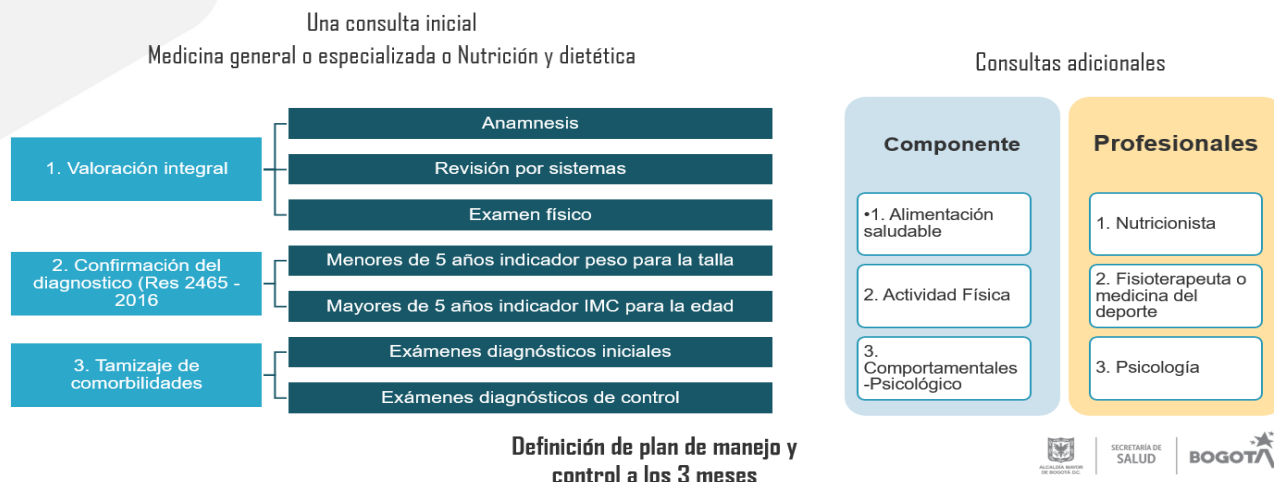 Una consulta inicial
Medicina general o especializada o Nutrición y dietética
1. Valoración integral
Anamnesis
Revisión por sistemas
Examen físico
2. Confirmación del
diagnostico (Res 2465 -
2016
Menores de 5 años indicador peso para la talla
Mayores de 5 años indicador IMC para la edad
3. Tamizaje de
comorbilidades
Exámenes diagnósticos iniciales
Exámenes diagnósticos de control
Definición de plan de manejo y
control a los 3 meses
Consultas adicionales
Componente
•1. Alimentación
saludable
2. Actividad Física
3.
Comportamentales
-Psicológico
Profesionales
1. Nutricionista
2. Fisioterapeuta o
medicina del
deporte
3. Psicología
ALCALDÍA MAYOR
DE BOGOTÁ D.C.
SECRETARÍA DE
SALUD
BOGOTÁ